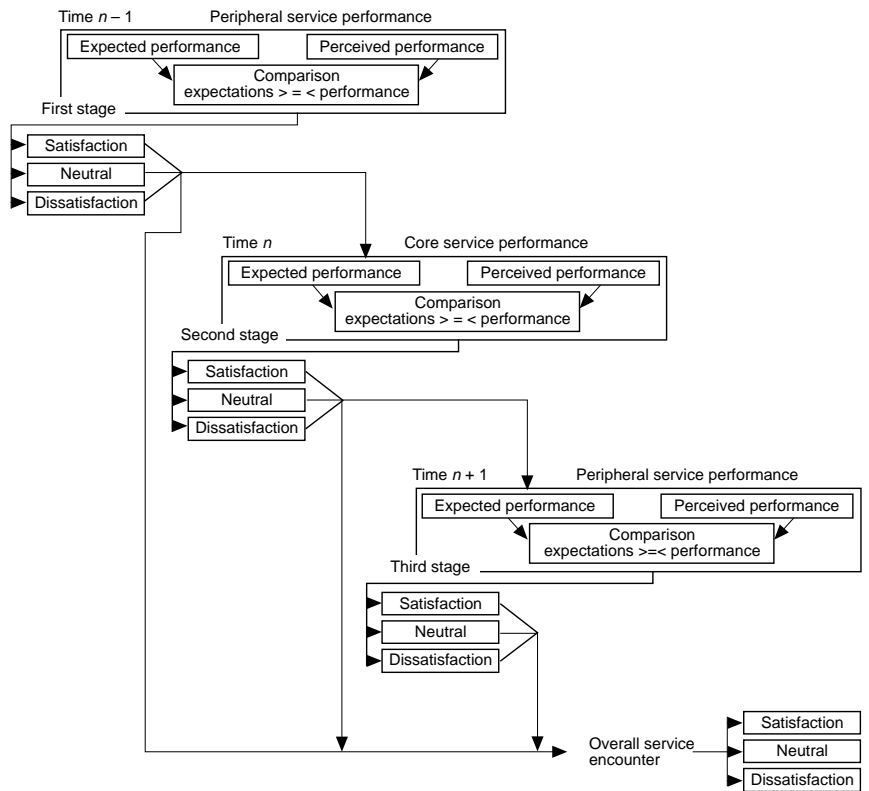 Time n – 1 Peripheral service performance
Expected performance Perceived performance
Comparison
expectations > = < performance
First stage
Satisfaction
Neutral
Dissatisfaction
Time n Core service performance
Expected performance Perceived performance
Comparison
expectations > = < performance
Second stage
Satisfaction
Neutral
Dissatisfaction
Time n + 1 Peripheral service performance
Expected performance Perceived performance
Comparison
expectations >=< performance
Third stage
Satisfaction
Neutral
Dissatisfaction
Overall service
encounter
Satisfaction
Neutral
Dissatisfaction